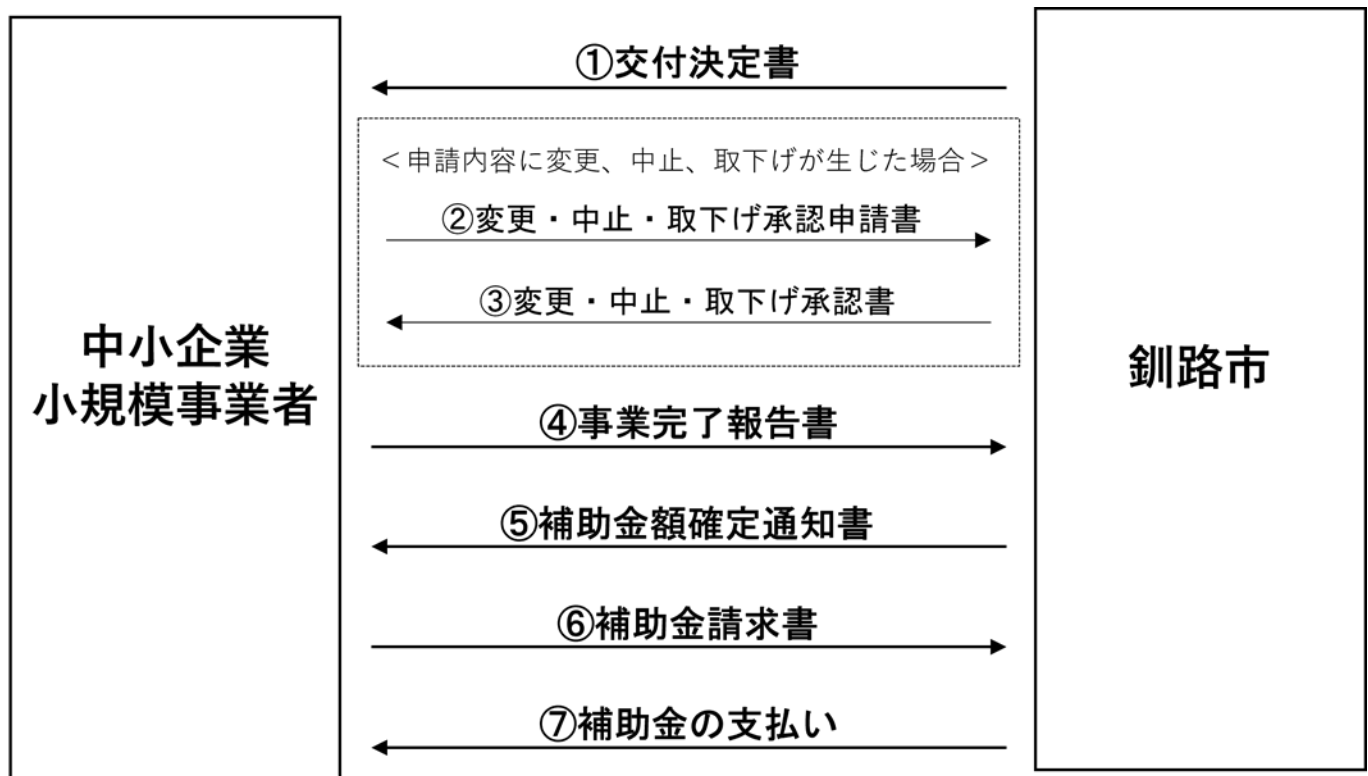 ①交付決定書
<申請内容に変更、中止、取下げが生じた場合>
②変更・中止・取下げ承認申請書
③変更・中止・取下げ承認書
中小企業
小規模事業者
釧路市
④事業完了報告書
⑤補助金額確定通知書
⑥補助金請求書
⑦補助金の支払い